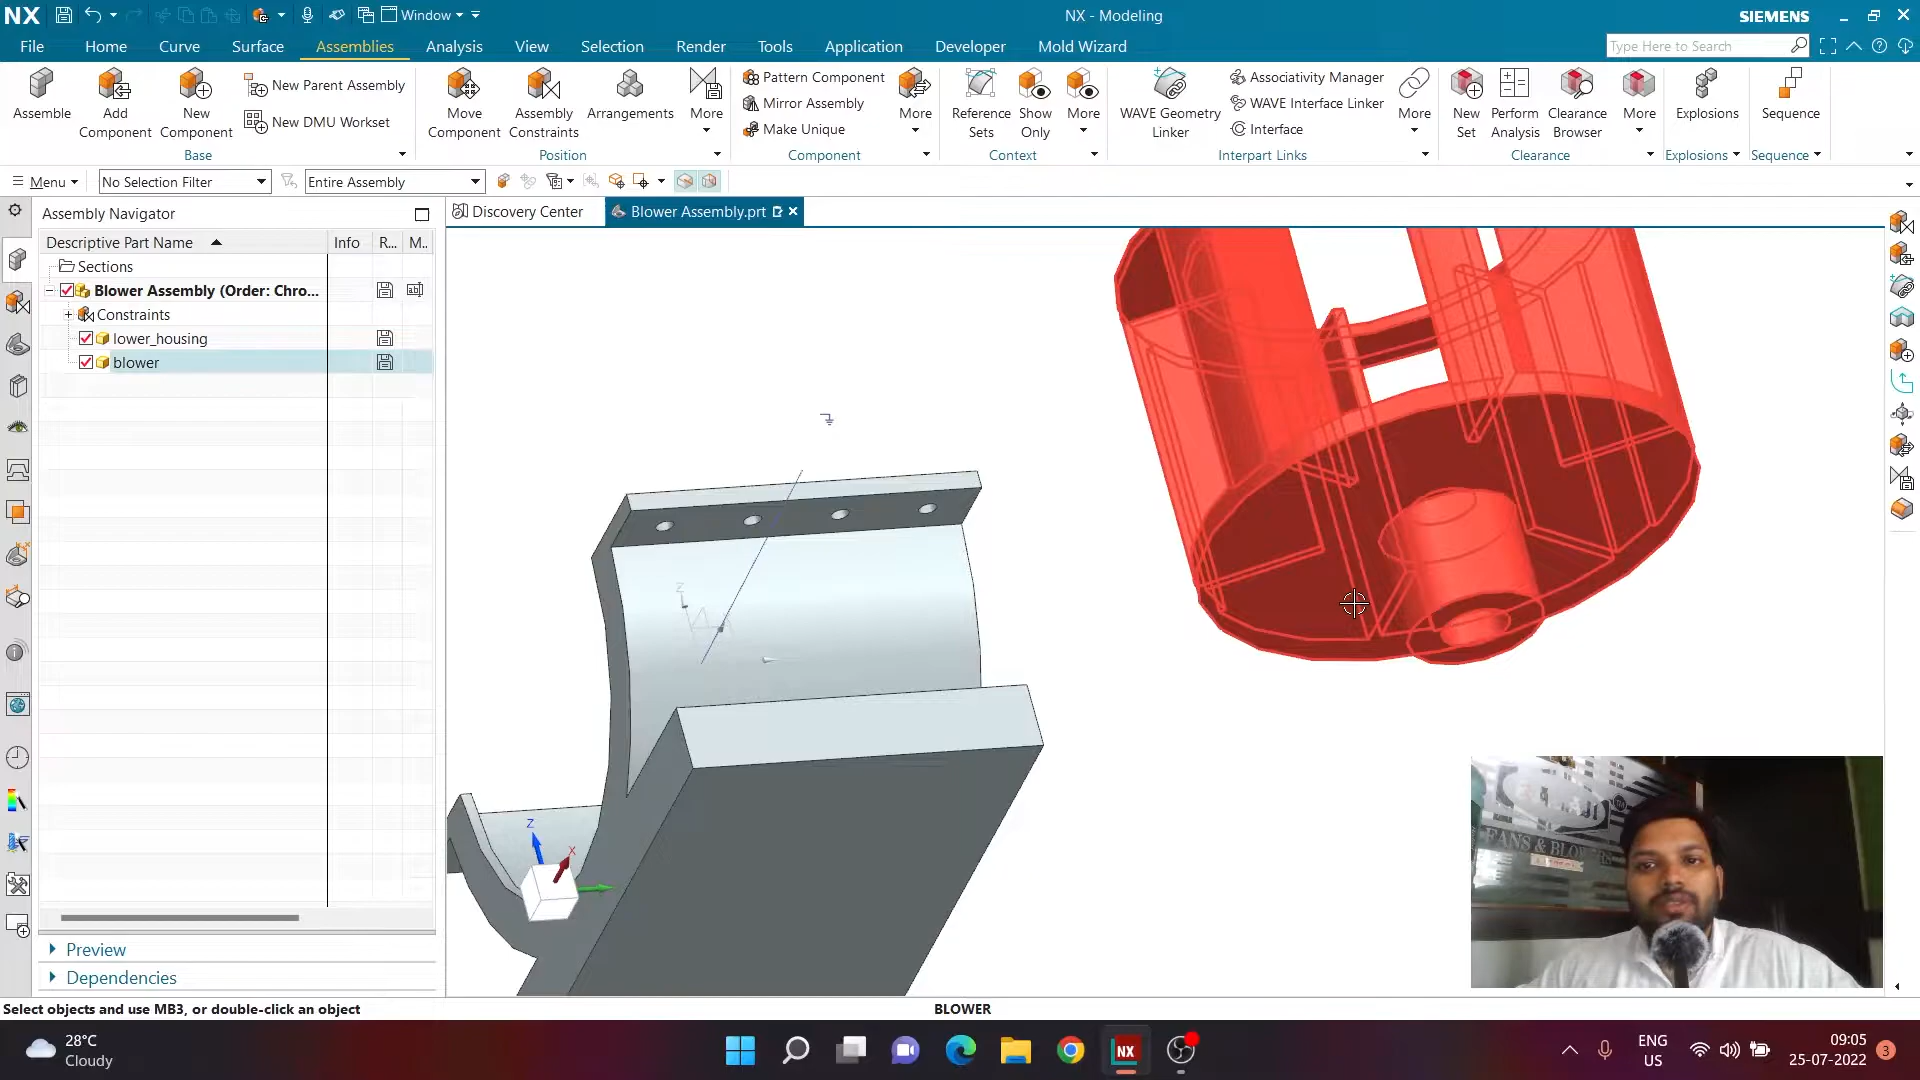 NX
Window
NX - Modeling
SIEMENS
File
Home
Curve
Surface
Assemblies
Analysis
View
Selection
Render
Tools
Application
Developer
Mold Wizard
Type Here to Search
Assemble
Add Component
New Component
New Parent Assembly
New DMU Workset
Base
Move Component
Assembly Constraints
Arrangements
More
Position
Pattern Component
Mirror Assembly
Make Unique
More
Component
Reference Sets
Show Only
More
Context
WAVE Geometry Linker
Associativity Manager
WAVE Interface Linker
Interface
More
Interpart Links
New Set
Perform Analysis
Clearance Browser
More
Clearance
Explosions
Explosions
Sequence
Sequence
Menu
No Selection Filter
Entire Assembly
Assembly Navigator
Discovery Center
Blower Assembly.prt
Descriptive Part Name
Info
R...
M..
Sections
Blower Assembly (Order: Chro...
Constraints
lower_housing
blower
Z
Z
X
FANS & BLO
Preview
Dependencies
Select objects and use MB3, or double-click an object
BLOWER
28°C
Cloudy
NX
ENG
US
09:05
25-07-2022
3